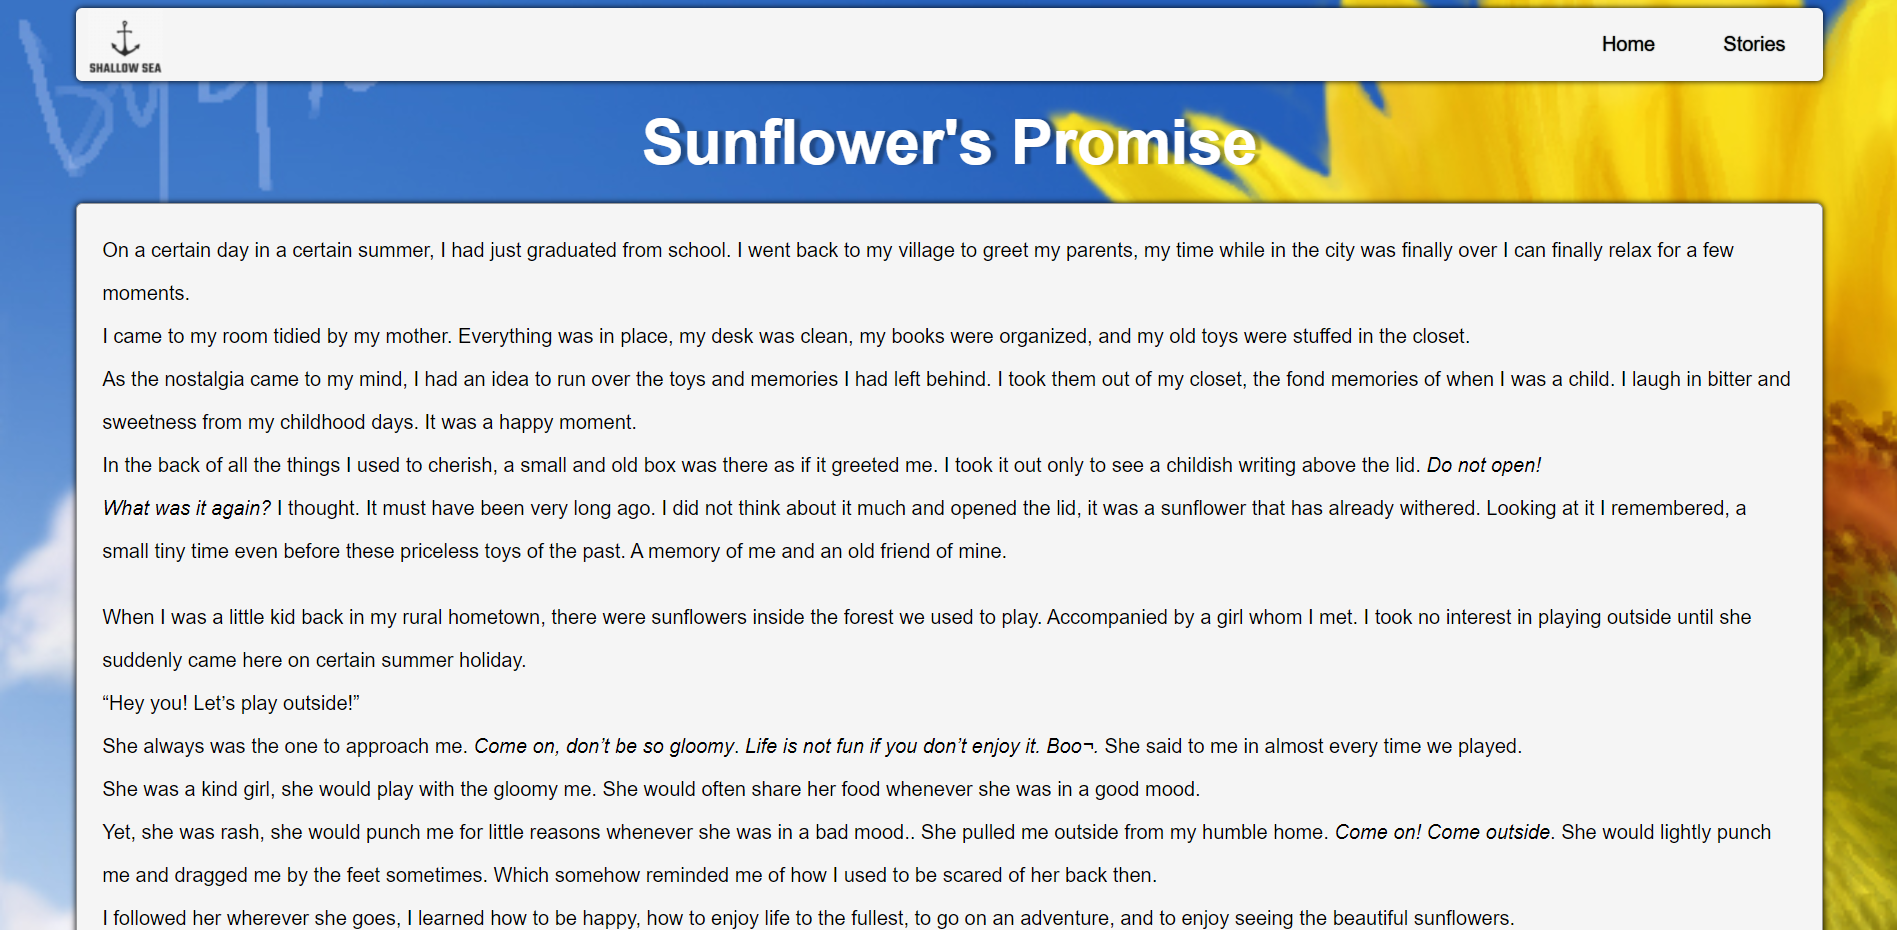 SHALLOW SEA
Home
Stories
Sunflower's Promise
On a certain day in a certain summer, I had just graduated from school. I went back to my village to greet my parents, my time while in the city was finally over I can finally relax for a few
moments.
I came to my room tidied by my mother. Everything was in place, my desk was clean, my books were organized, and my old toys were stuffed in the closet.
As the nostalgia came to my mind, I had an idea to run over the toys and memories I had left behind. I took them out of my closet, the fond memories of when I was a child. I laugh in bitter and
sweetness from my childhood days. It was a happy moment.
In the back of all the things I used to cherish, a small and old box was there as if it greeted me. I took it out only to see a childish writing above the lid. Do not open!
What was it again? I thought. It must have been very long ago. I did not think about it much and opened the lid, it was a sunflower that has already withered. Looking at it I remembered, a
small tiny time even before these priceless toys of the past. A memory of me and an old friend of mine.
When I was a little kid back in my rural hometown, there were sunflowers inside the forest we used to play. Accompanied by a girl whom I met. I took no interest in playing outside until she
suddenly came here on certain summer holiday.
“Hey you! Let’s play outside!”
She always was the one to approach me. Come on, don’t be so gloomy. Life is not fun if you don’t enjoy it. Boo¬. She said to me in almost every time we played.
She was a kind girl, she would play with the gloomy me. She would often share her food whenever she was in a good mood.
Yet, she was rash, she would punch me for little reasons whenever she was in a bad mood.. She pulled me outside from my humble home. Come on! Come outside. She would lightly punch
me and dragged me by the feet sometimes. Which somehow reminded me of how I used to be scared of her back then.
I followed her wherever she goes, I learned how to be happy, how to enjoy life to the fullest, to go on an adventure, and to enjoy seeing the beautiful sunflowers.